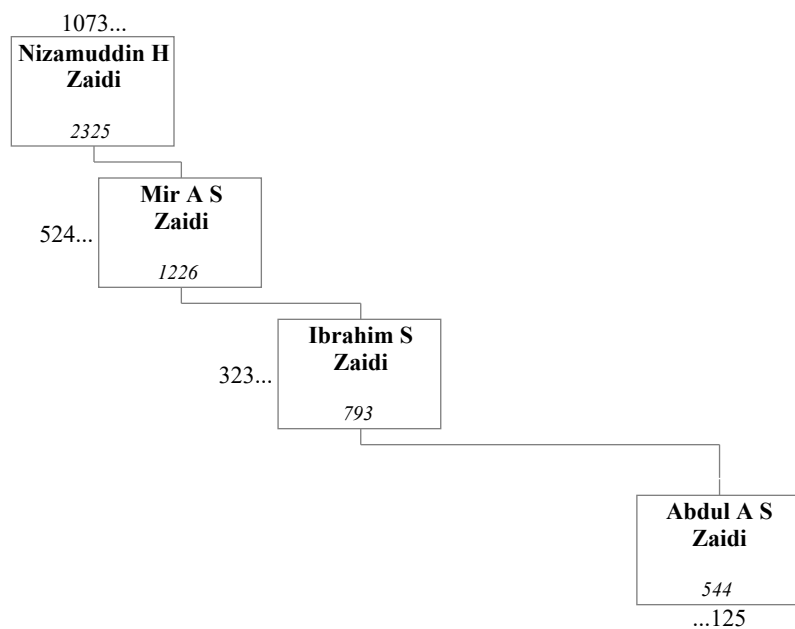 1073...
Nizamuddin H
Zaidi
2325
Mir A S
Zaidi
524...
1226
Ibrahim S
Zaidi
323...
793
Abdul A S
Zaidi
544
...125